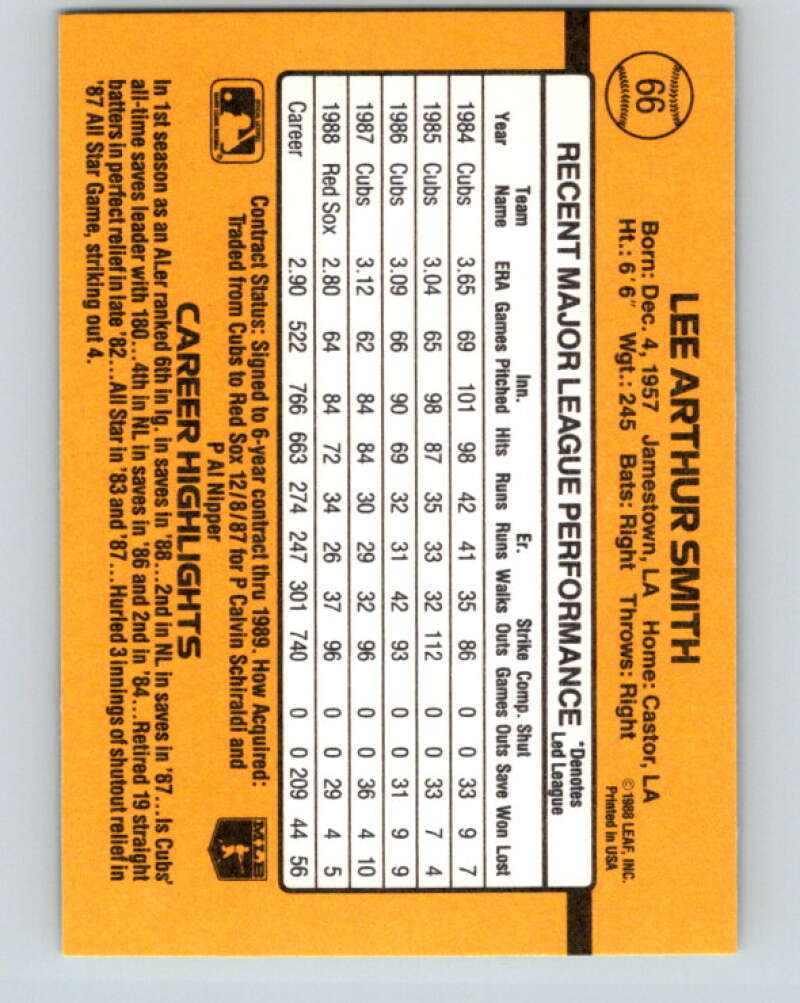 66
LEE ARTHUR SMITH
Born: Dec. 4, 1957 Jamestown, LA Home: Castor, LA
Ht.: 6'6" Wgt.: 245 Bats: Right Throws: Right
© 1988 LEAF, INC.
Printed in USA
RECENT MAJOR LEAGUE PERFORMANCE *Denotes
Led League
Team Inn. Er. Strike Comp. Shut
Year Name ERA Games Pitched Hits Runs Runs Walks Outs Games Outs Save Won Lost
1984 Cubs 3.65 69 101 98 42 41 35 86 0 0 33 9 7
1985 Cubs 3.04 65 98 87 35 33 32 112 0 0 33 7 4
1986 Cubs 3.09 66 90 69 32 31 42 93 0 0 31 9 9
1987 Cubs 3.12 62 84 84 30 29 32 96 0 0 36 4 10
1988 Red Sox 2.80 64 84 72 34 26 37 96 0 0 29 4 5
Career 2.90 522 766 663 274 247 301 740 0 0 209 44 56
Contract Status: Signed to 6-year contract thru 1989. How Acquired:
Traded from Cubs to Red Sox 12/8/87 for P Calvin Schiraldi and
P Al Nipper
MLB
CAREER HIGHLIGHTS
In 1st season as an ALer ranked 6th in lg. in saves in '88...2nd in NL in saves in '87...Is Cubs'
all-time saves leader with 180...4th in NL in saves in '86 and 2nd in '84...Retired 19 straight
batters in perfect relief in late '82...All Star in '83 and '87...Hurled 3 innings of shutout relief in
'87 All Star Game, striking out 4.